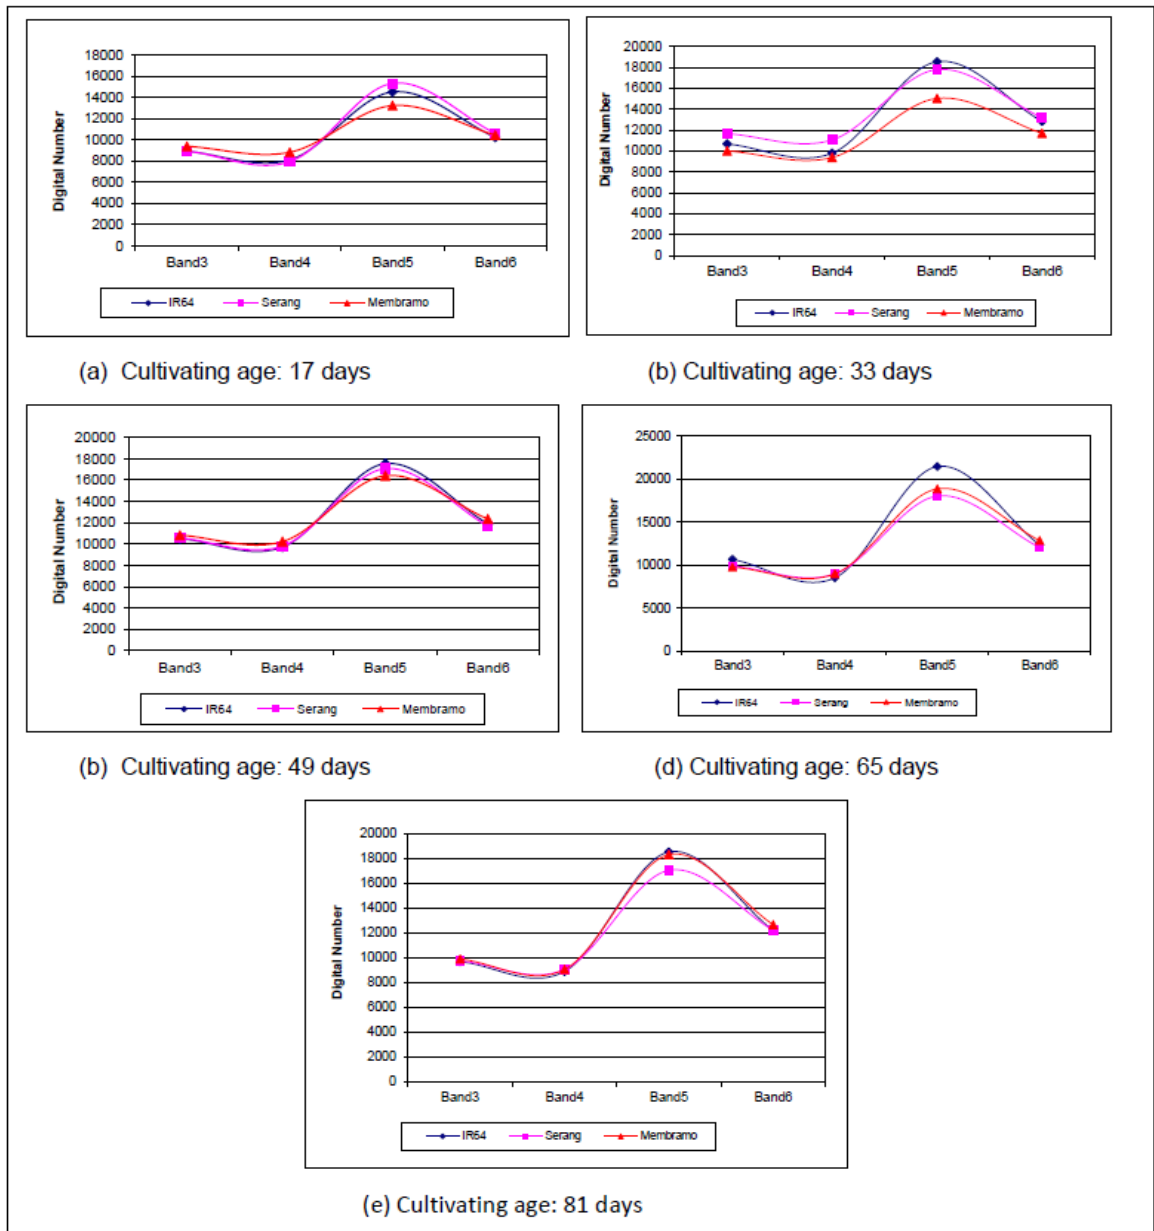 18000
16000
14000
12000
10000
8000
6000
4000
2000
0
Digital Number
Band3 Band4 Band5 Band6
IR64 Serang Membramo
(a) Cultivating age: 17 days
20000
18000
16000
14000
12000
10000
8000
6000
4000
2000
0
Digital Number
Band3 Band4 Band5 Band6
IR64 Serang Membramo
(b) Cultivating age: 33 days
20000
18000
16000
14000
12000
10000
8000
6000
4000
2000
0
Digital Number
Band3 Band4 Band5 Band6
IR64 Serang Membramo
(b) Cultivating age: 49 days
25000
20000
15000
10000
5000
0
Digital Number
Band3 Band4 Band5 Band6
IR64 Serang Membramo
(d) Cultivating age: 65 days
20000
18000
16000
14000
12000
10000
8000
6000
4000
2000
0
Digital Number
Band3 Band4 Band5 Band6
IR64 Serang Membramo
(e) Cultivating age: 81 days